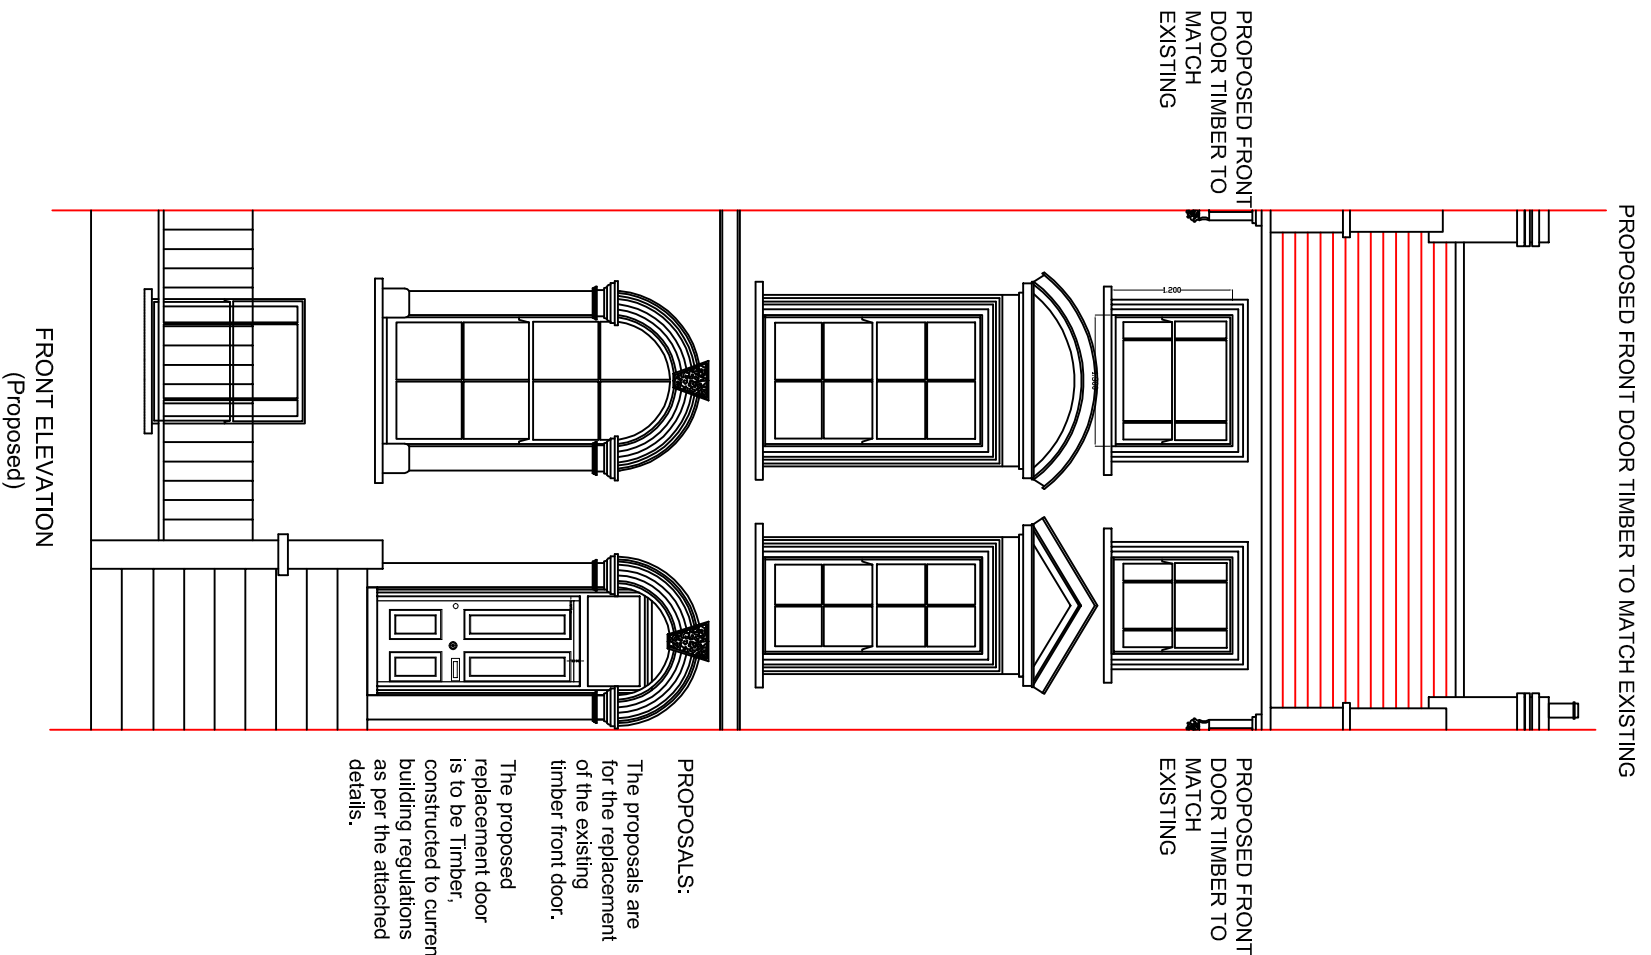 PROPOSED FRONT DOOR TIMBER TO MATCH EXISTING
PROPOSED FRONT
DOOR TIMBER TO
MATCH
EXISTING
PROPOSED FRONT
DOOR TIMBER TO
MATCH
EXISTING
1.200
PROPOSALS:
The proposals are
for the replacement
of the existing
timber front door.
The proposed
replacement door
is to be Timber,
constructed to curren
building regulations
as per the attached
details.
FRONT ELEVATION
(Proposed)